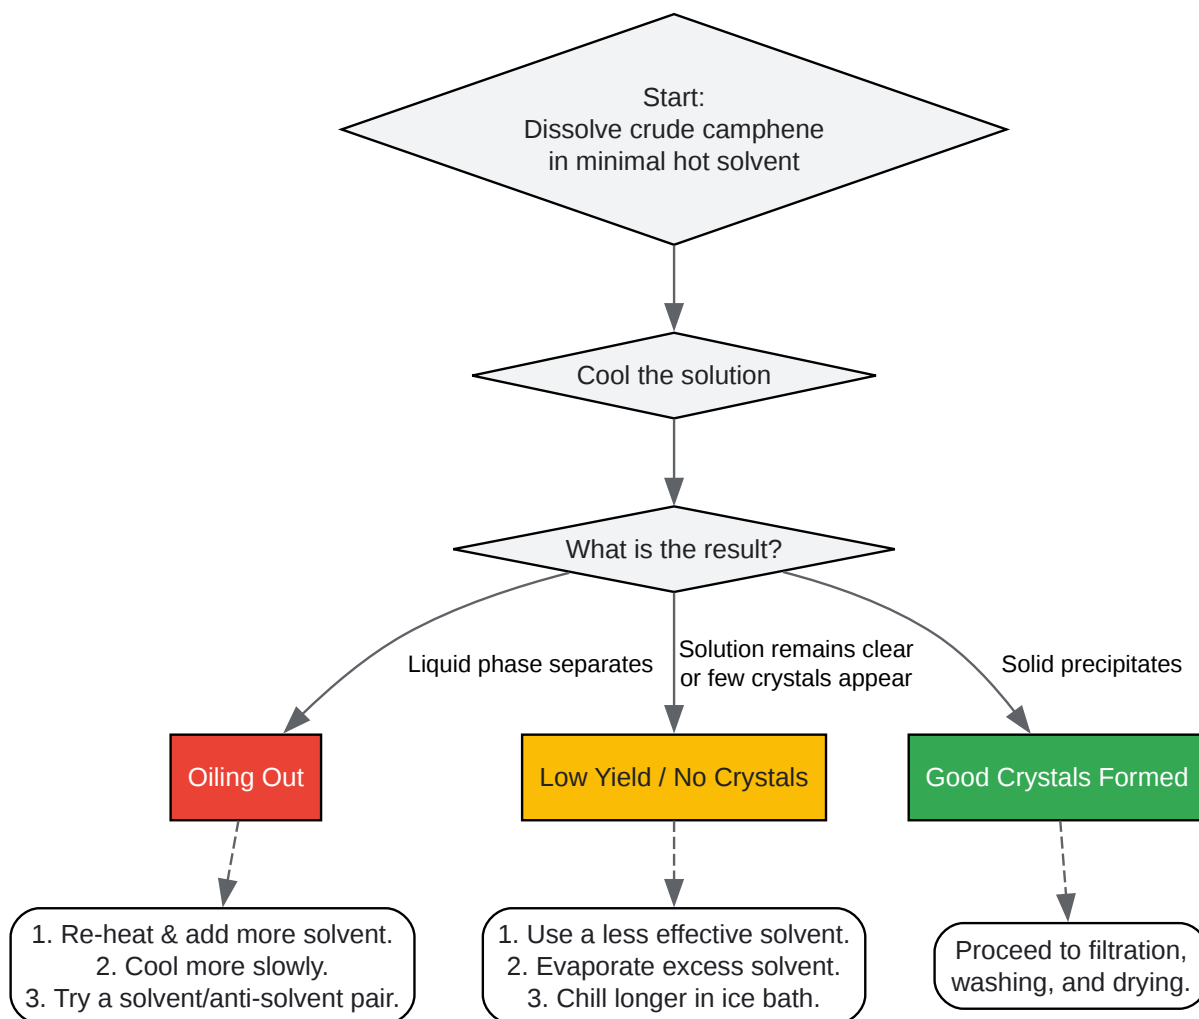 Start:
Dissolve crude camphene
in minimal hot solvent
Cool the solution
What is the result?
Liquid phase separates
Solution remains clear
or few crystals appear
Solid precipitates
Oiling Out
Low Yield / No Crystals
Good Crystals Formed
1. Re-heat & add more solvent.
2. Cool more slowly.
3. Try a solvent/anti-solvent pair.
1. Use a less effective solvent.
2. Evaporate excess solvent.
3. Chill longer in ice bath.
Proceed to filtration,
washing, and drying.